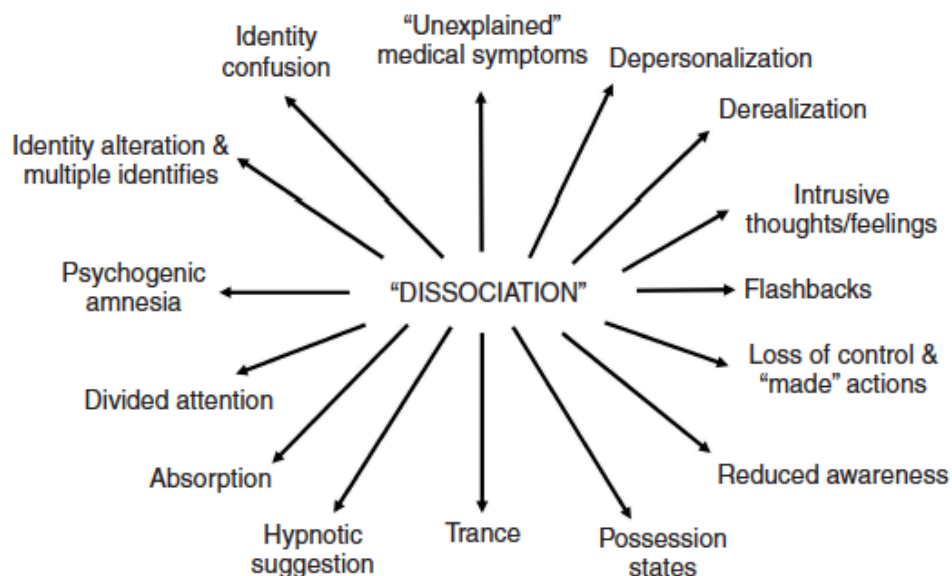 “Unexplained”
medical symptoms
Identity
confusion
Depersonalization
Derealization
Identity alteration &
multiple identifies
Intrusive
thoughts/feelings
Psychogenic
amnesia
“DISSOCIATION”
Flashbacks
Loss of control &
“made” actions
Divided attention
Absorption
Reduced awareness
Hypnotic
suggestion
Trance
Possession
states